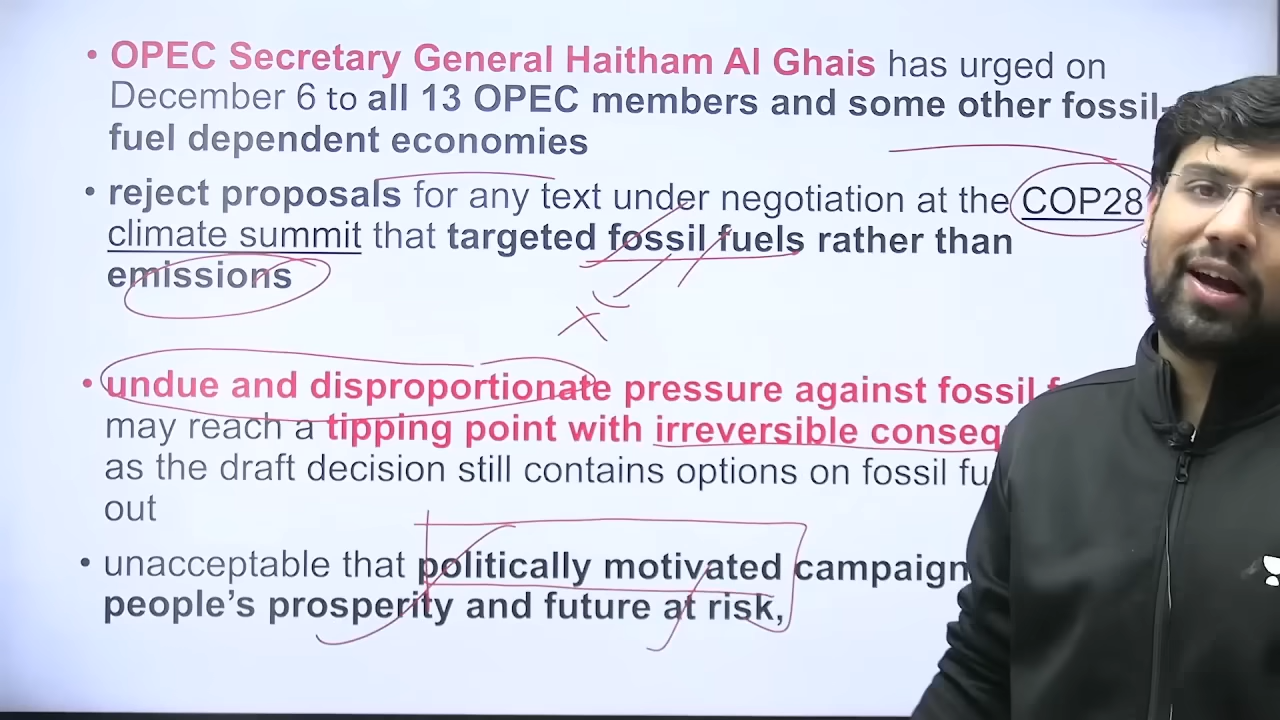 • OPEC Secretary General Haitham Al Ghais has urged on
December 6 to all 13 OPEC members and some other fossil-
fuel dependent economies
• reject proposals for any text under negotiation at the COP28
climate summit that targeted fossil fuels rather than
emissions
• undue and disproportionate pressure against fossil
may reach a tipping point with irreversible
as the draft decision still contains options on fossil
out
• unacceptable that politically motivated campaign
people’s prosperity and future at risk,